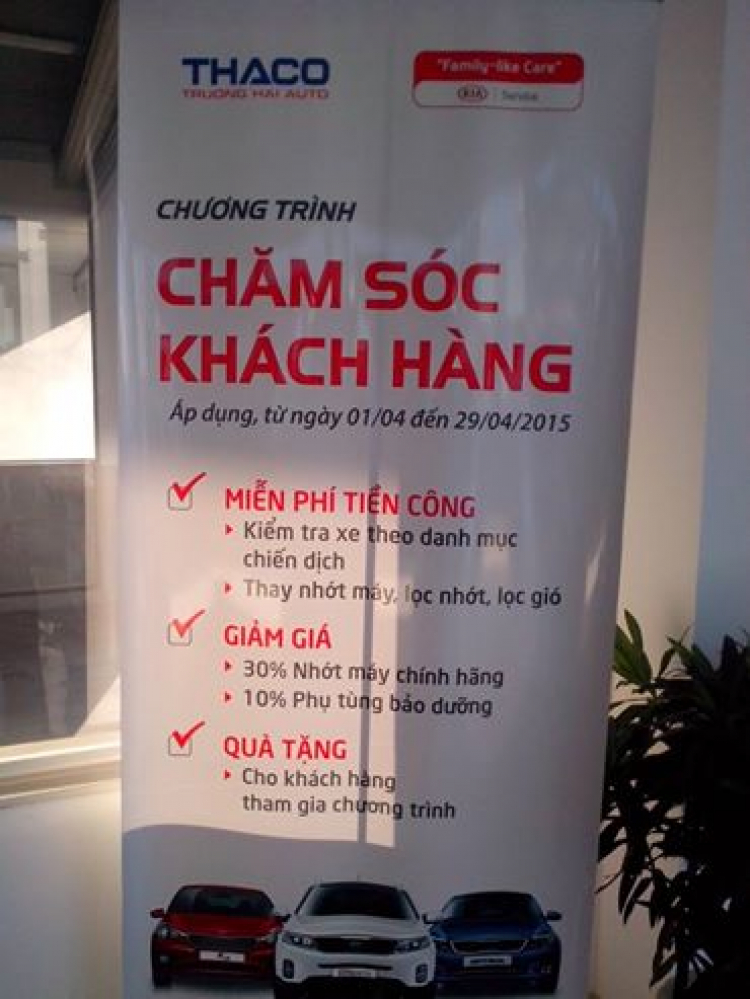 THACO
TRUONG HAI AUTO
"Family-like Care"
KIA Service
CHƯƠNG TRÌNH
CHĂM SÓC
KHÁCH HÀNG
Áp dụng, từ ngày 01/04 đến 29/04/2015
MIỄN PHÍ TIỀN CÔNG
Kiểm tra xe theo danh mục
chiến dịch
Thay nhớt máy, lọc nhớt, lọc gió
GIẢM GIÁ
30% Nhớt máy chính hãng
10% Phụ tùng bảo dưỡng
QUÀ TẶNG
Cho khách hàng
tham gia chương trình